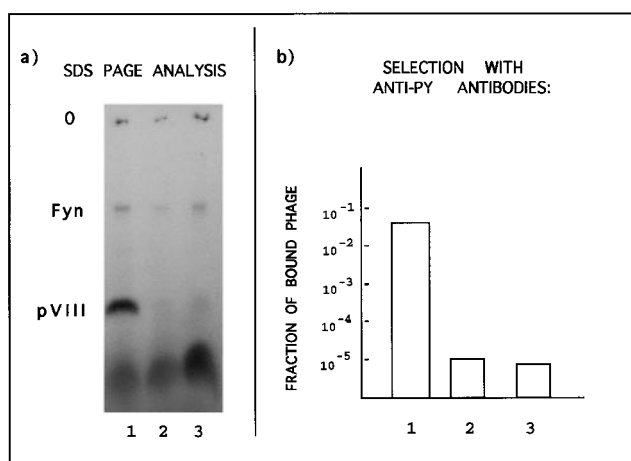 a)
SDS PAGE ANALYSIS
O
Fyn
pVIII
1 2 3
b)
SELECTION WITH
ANTI-PY ANTIBODIES:
FRACTION OF BOUND PHAGE
10⁻¹
10⁻²
10⁻³
10⁻⁴
10⁻⁵
1 2 3